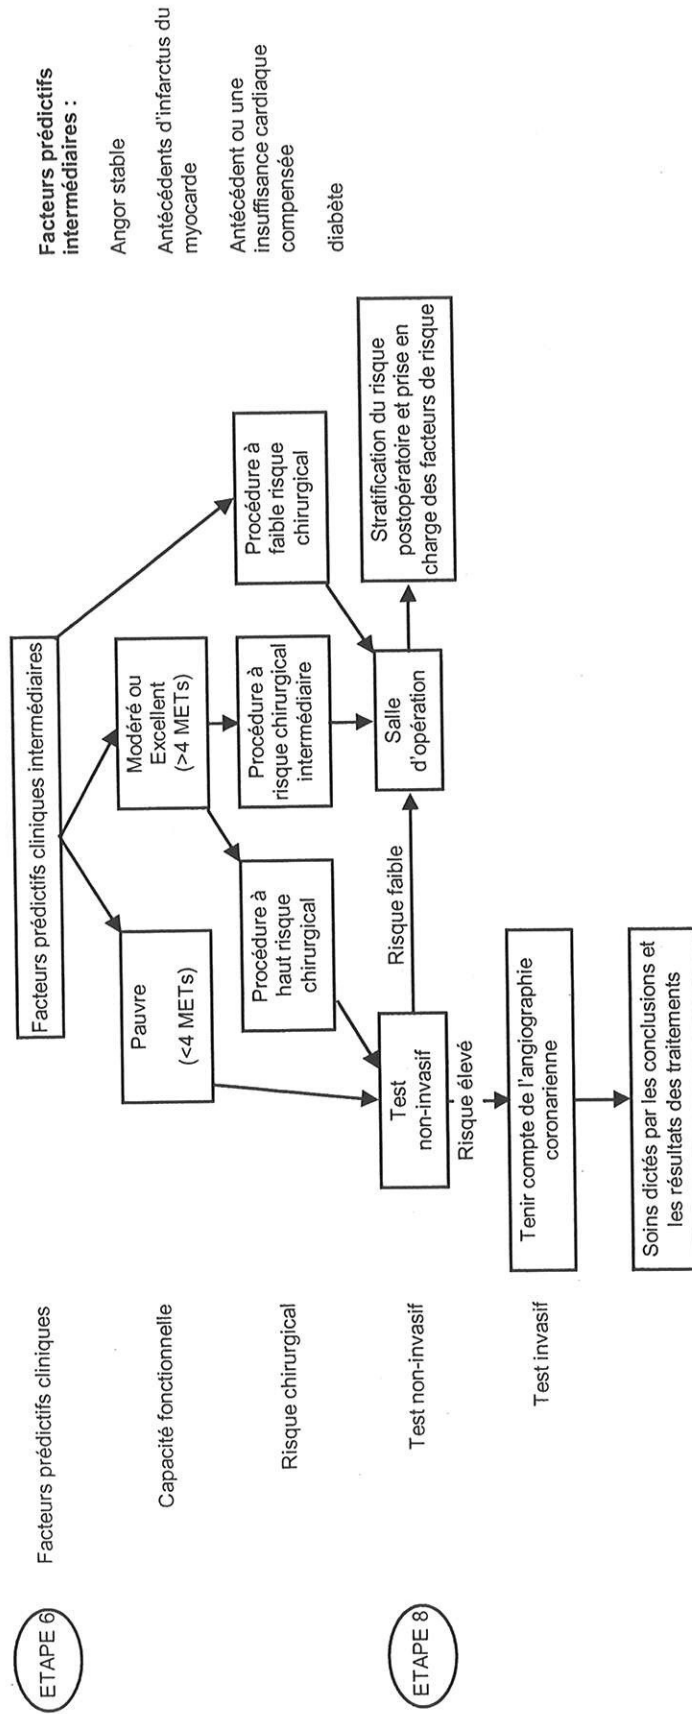 ETAPE 6
Facteurs prédictifs cliniques
Facteurs prédictifs cliniques intermédiaires
Facteurs prédictifs
intermédiaires :
Angor stable
Antécédents d'infarctus du
myocarde
Antécédent ou une
insuffisance cardiaque
compensée
diabète
Capacité fonctionnelle
Pauvre
(<4 METs)
Modéré ou
Excellent
(>4 METs)
Risque chirurgical
Procédure à
haut risque
chirurgical
Procédure à
risque chirurgical
intermédiaire
Procédure à
faible risque
chirurgical
ETAPE 8
Test non-invasif
Test
non-invasif
Risque faible
Salle
d'opération
Stratification du risque
postopératoire et prise en
charge des facteurs de risque
Risque élevé
Test invasif
Tenir compte de l'angiographie
coronarienne
Soins dictés par les conclusions et
les résultats des traitements